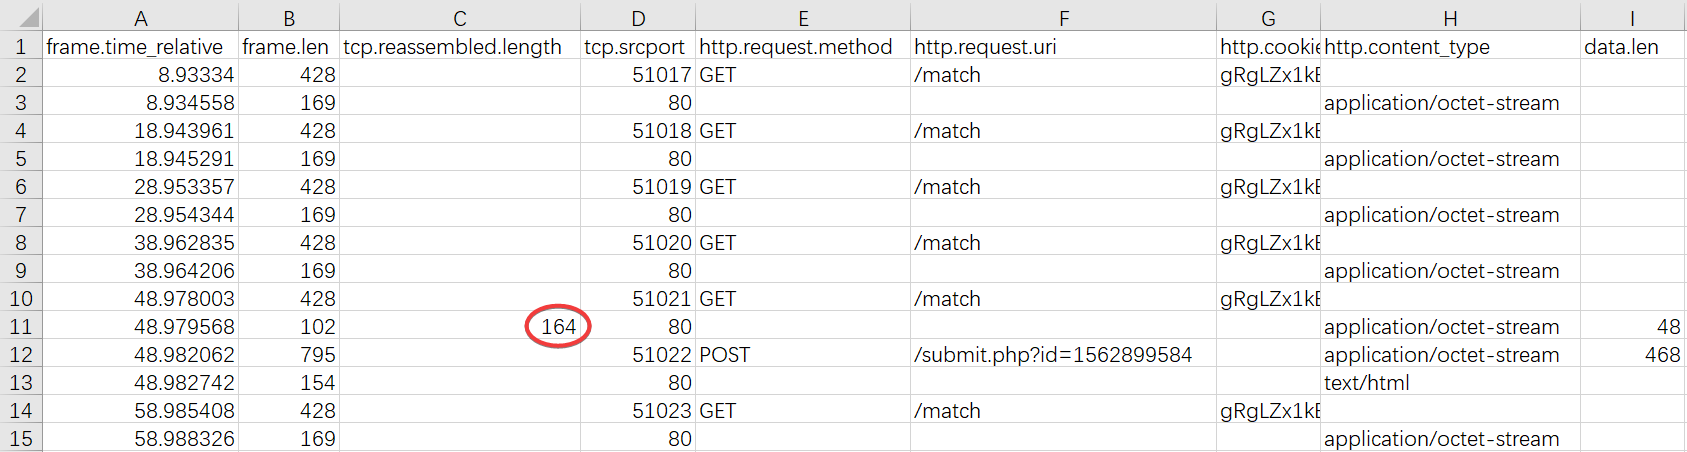 A B C D E F G H I
1 frame.time_relative frame.len tcp.reassembled.length tcp.srcport http.request.method http.request.uri http.cookie http.content_type data.len
2 8.93334 428 51017 GET /match gRgLZx1kE
3 8.934558 169 80 application/octet-stream
4 18.943961 428 51018 GET /match gRgLZx1kE
5 18.945291 169 80 application/octet-stream
6 28.953357 428 51019 GET /match gRgLZx1kE
7 28.954344 169 80 application/octet-stream
8 38.962835 428 51020 GET /match gRgLZx1kE
9 38.964206 169 80 application/octet-stream
10 48.978003 428 51021 GET /match gRgLZx1kE
11 48.979568 102 164 80 application/octet-stream 48
12 48.982062 795 51022 POST /submit.php?id=1562899584 application/octet-stream 468
13 48.982742 154 80 text/html
14 58.985408 428 51023 GET /match gRgLZx1kE
15 58.988326 169 80 application/octet-stream